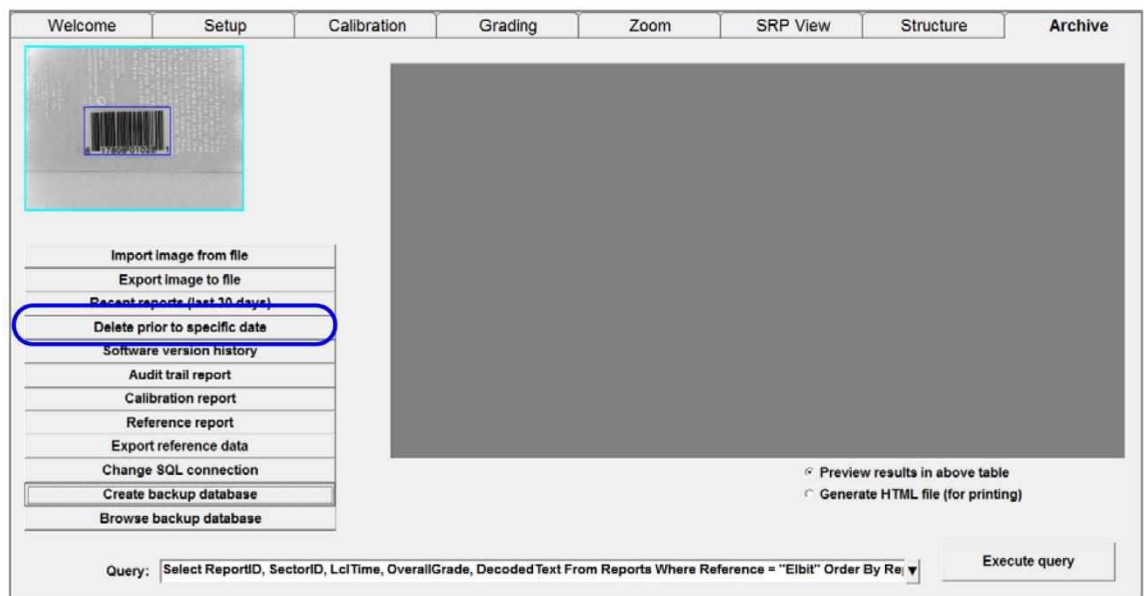 Welcome Setup Calibration Grading Zoom SRP View Structure Archive
Import image from file
Export image to file
Recent reports (last 30 days)
Delete prior to specific date
Software version history
Audit trail report
Calibration report
Reference report
Export reference data
Change SQL connection
Create backup database
Browse backup database
Preview results in above table
Generate HTML file (for printing)
Query: Select ReportID, SectorID, LclTime, OverallGrade, DecodedText From Reports Where Reference = "Elbit" Order By Re
Execute query